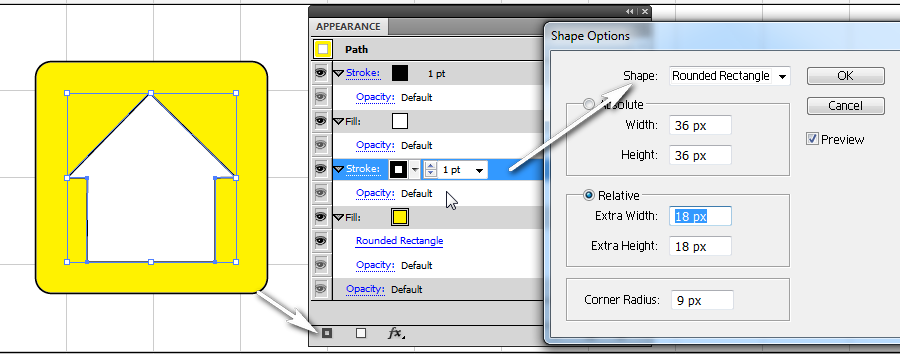 APPEARANCE
Path
Stroke: 1 pt
Opacity: Default
Fill:
Opacity: Default
Stroke: 1 pt
Opacity: Default
Fill:
Rounded Rectangle
Opacity: Default
Opacity: Default
fx
Shape Options
Shape: Rounded Rectangle
OK
Cancel
Preview
Absolute
Width: 36 px
Height: 36 px
Relative
Extra Width: 18 px
Extra Height: 18 px
Corner Radius: 9 px